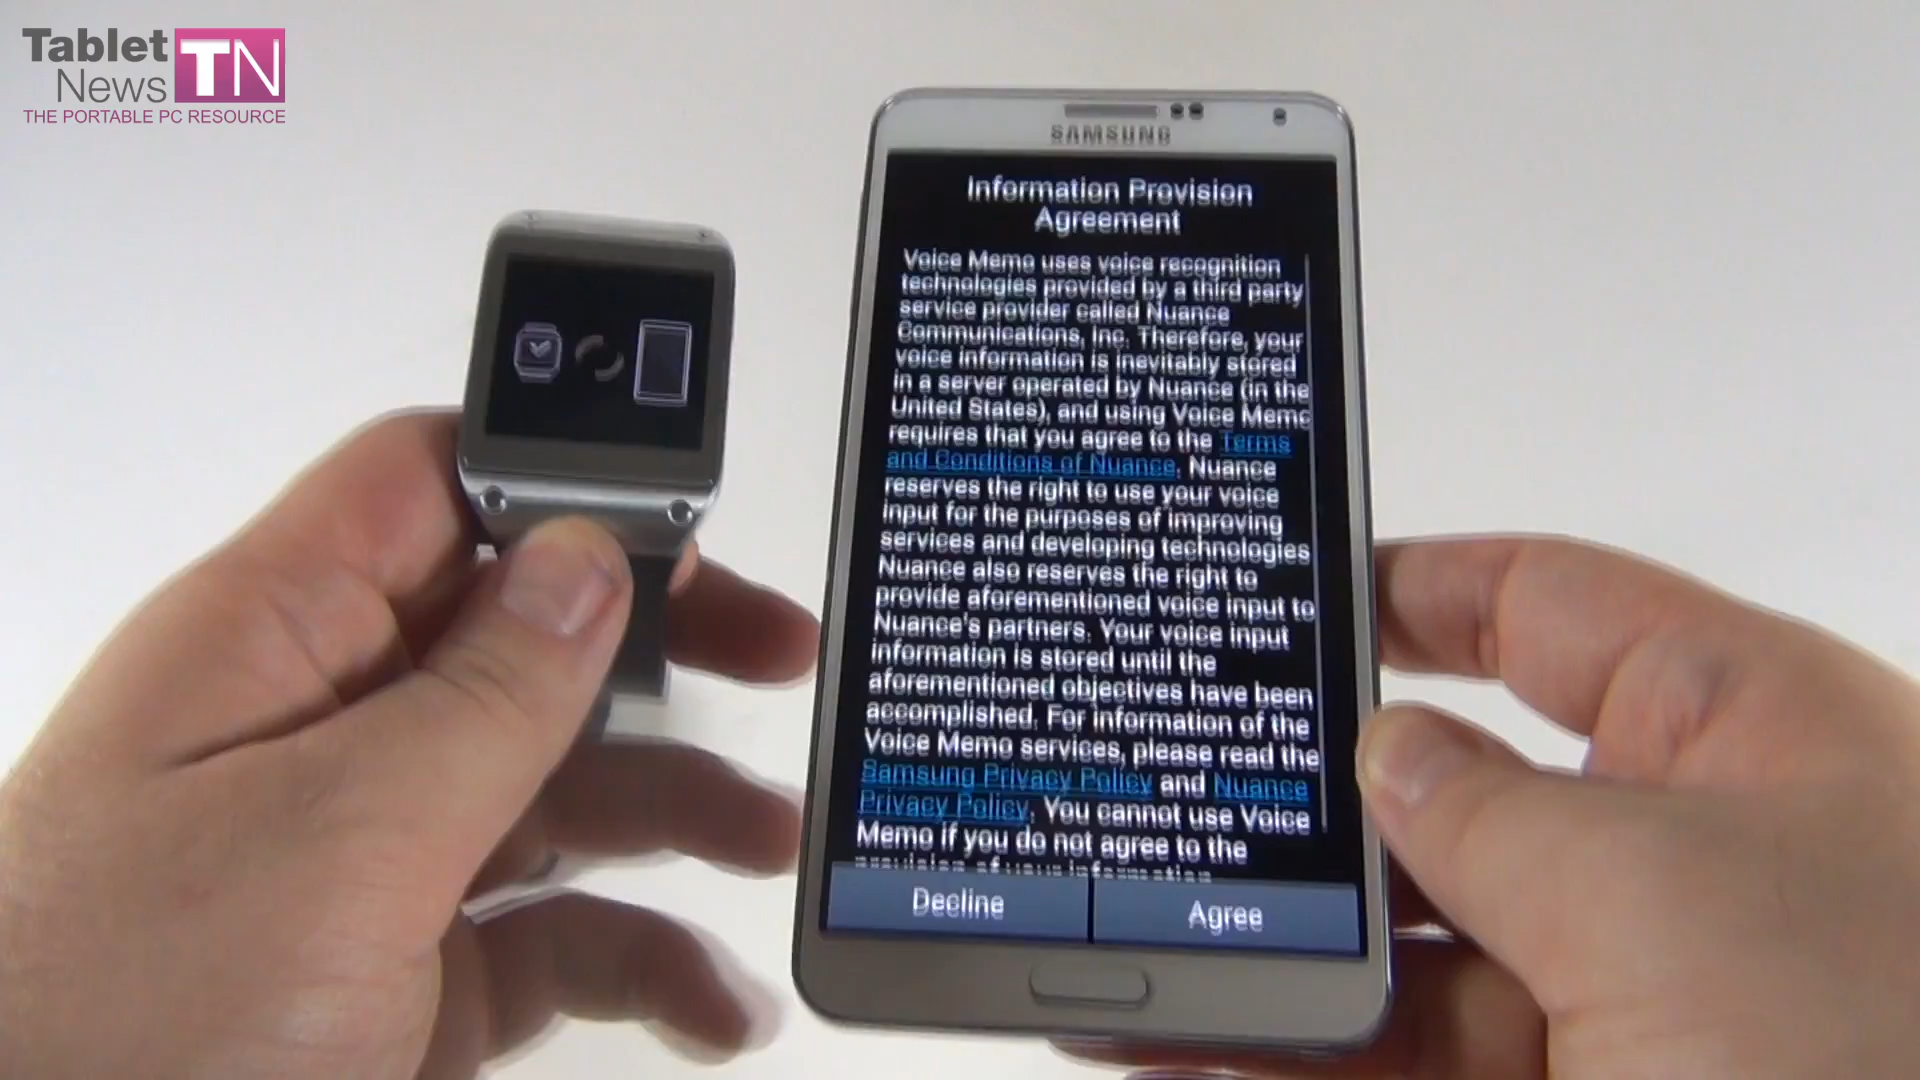 Tablet
News TN
THE PORTABLE PC RESOURCE
SAMSUNG
Information Provision
Agreement
Voice Memo uses voice recognition
technologies provided by a third party
service provider called Nuance
Communications, Inc. Therefore, your
voice information is inevitably stored
in a server operated by Nuance (in the
United States), and using Voice Memo
requires that you agree to the Terms
and Conditions of Nuance. Nuance
reserves the right to use your voice
input for the purposes of improving
services and developing technologies
Nuance also reserves the right to
provide aforementioned voice input to
Nuance's partners. Your voice input
information is stored until the
aforementioned objectives have been
accomplished. For information of the
Voice Memo services, please read the
Samsung Privacy Policy and Nuance
Privacy Policy. You cannot use Voice
Memo if you do not agree to the
provision of your information
Decline
Agree